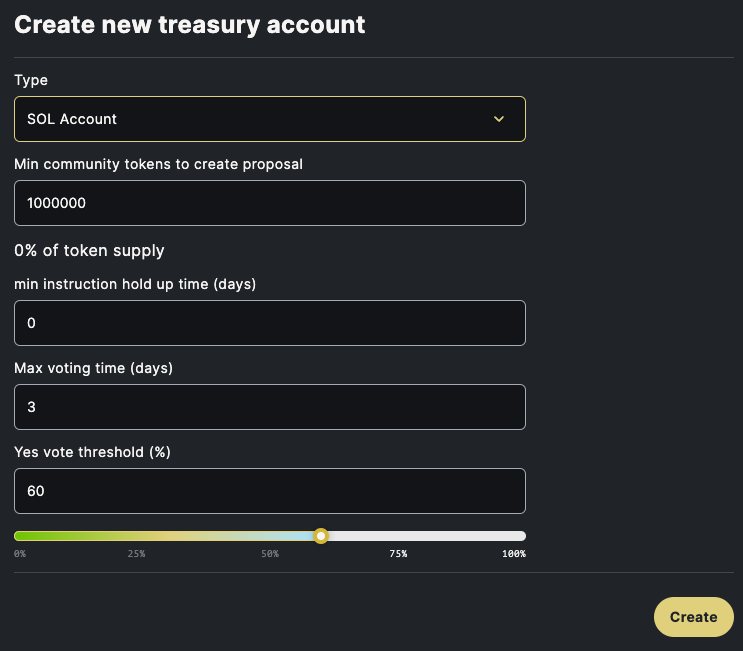 Create new treasury account
Type
SOL Account
Min community tokens to create proposal
1000000
0% of token supply
min instruction hold up time (days)
0
Max voting time (days)
3
Yes vote threshold (%)
60
0% 25% 50% 75% 100%
Create